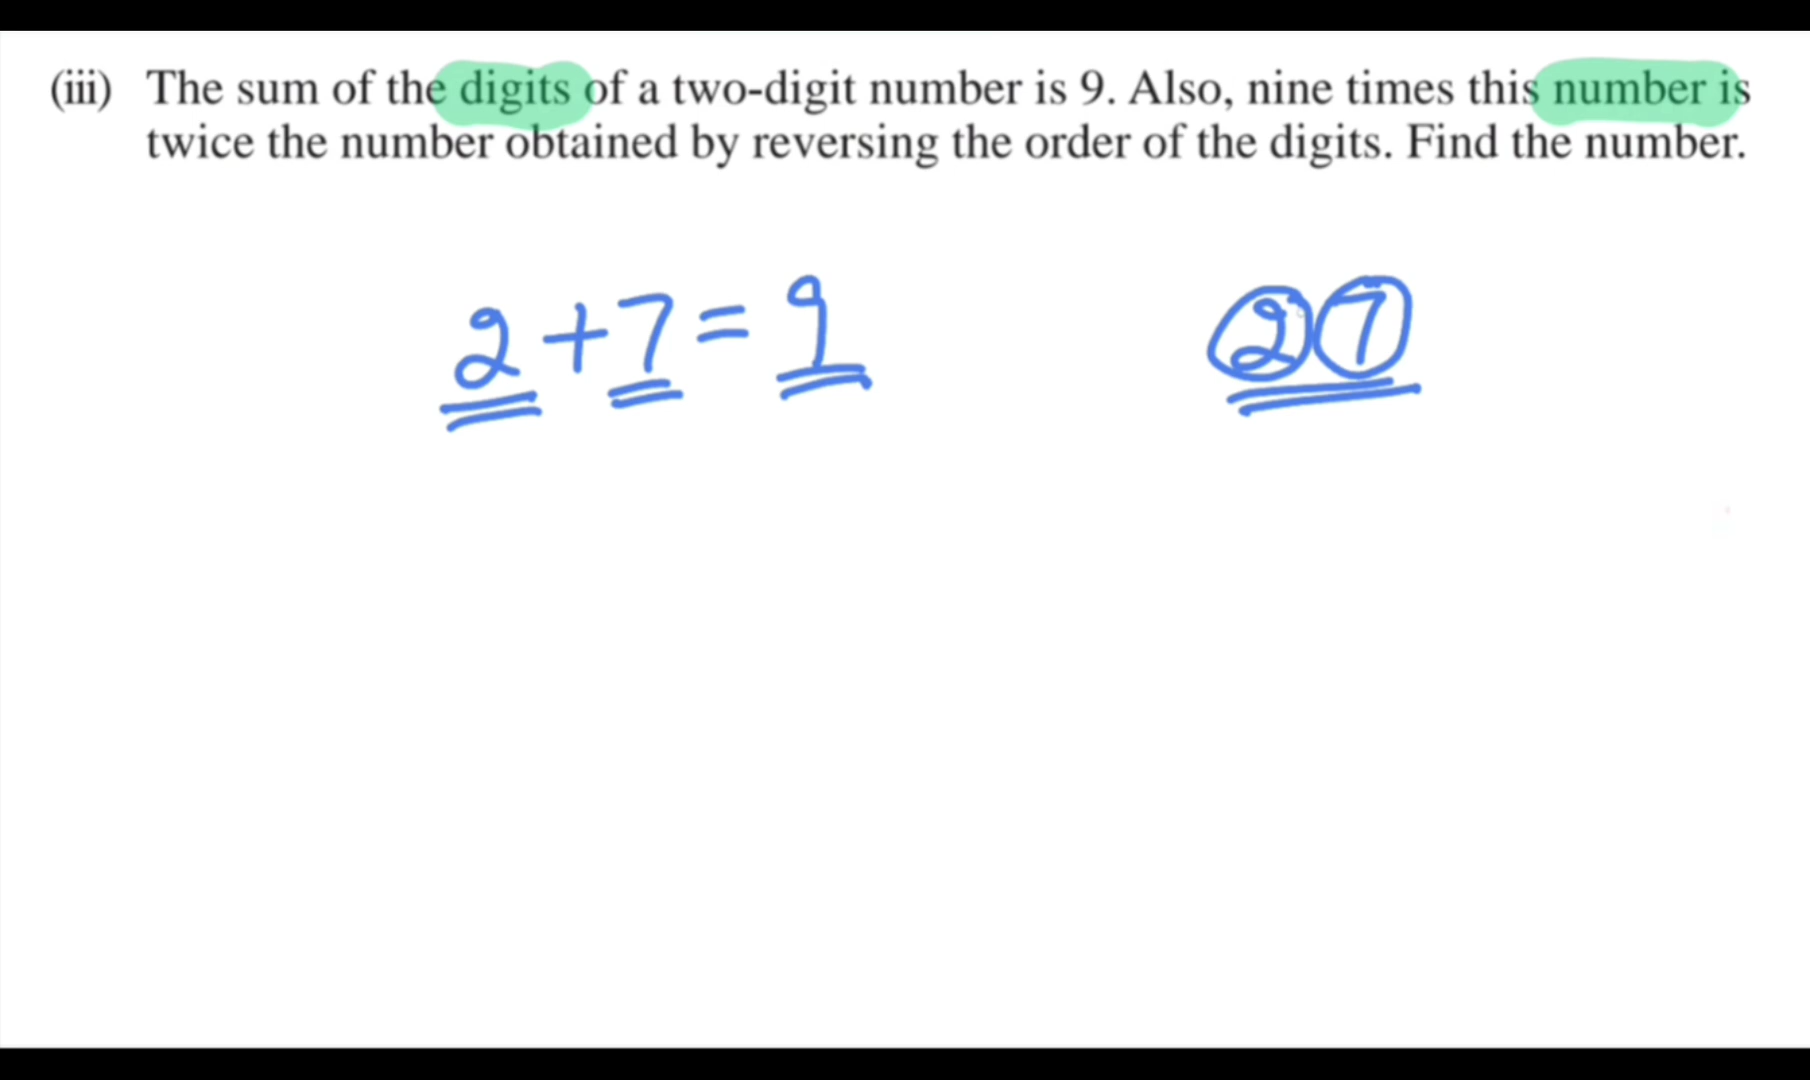 (iii) The sum of the digits of a two-digit number is 9. Also, nine times this number is
twice the number obtained by reversing the order of the digits. Find the number.
2+7=9 27